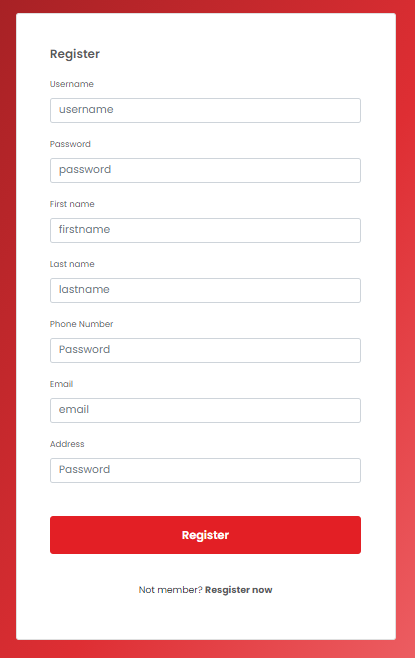 Register
Username
username
Password
password
First name
firstname
Last name
lastname
Phone Number
Password
Email
email
Address
Password
Register
Not member? Resgister now